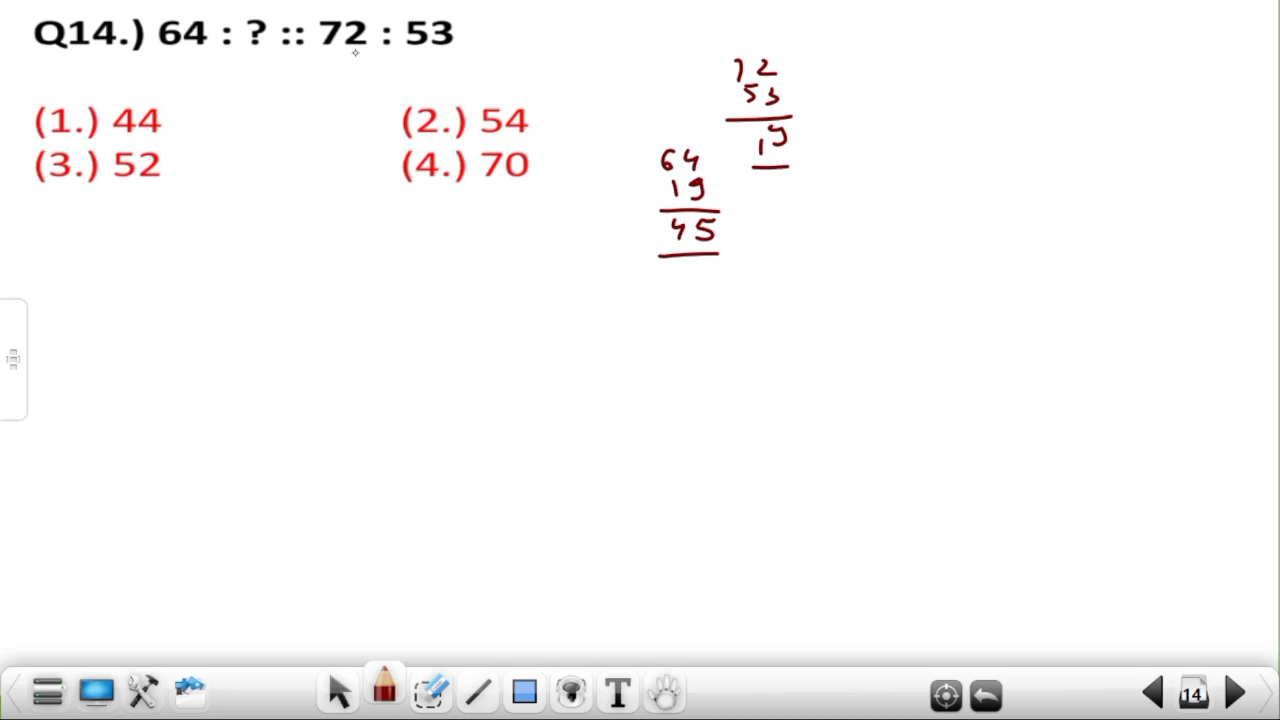 Q14.) 64 : ? :: 72 : 53
(1.) 44 (2.) 54
(3.) 52 (4.) 70
72
53
19
64
19
45
T
14